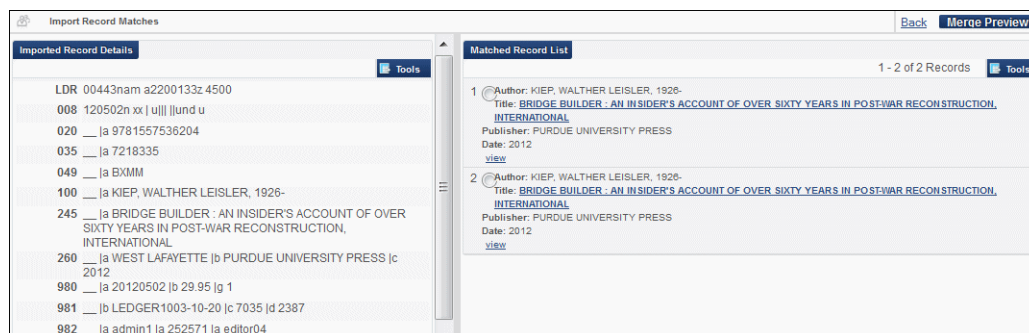 Import Record Matches
Back Merge Preview
Imported Record Details
Tools
LDR 00443nam a2200133z 4500
008 120502n xx | u||| ||und u
020 __ |a 9781557536204
035 __ |a 7218335
049 __ |a BXMM
100 __ |a KIEP, WALTHER LEISLER, 1926-
245 __ |a BRIDGE BUILDER : AN INSIDER'S ACCOUNT OF OVER
SIXTY YEARS IN POST-WAR RECONSTRUCTION,
INTERNATIONAL
260 __ |a WEST LAFAYETTE |b PURDUE UNIVERSITY PRESS |c
2012
980 __ |a 20120502 |b 29.95 |g 1
981 __ |b LEDGER1003-10-20 |c 7035 |d 2387
982 __ |a admin1 |a 252571 |a editor04
Matched Record List
1 - 2 of 2 Records Tools
1 Author: KIEP, WALTHER LEISLER, 1926-
Title: BRIDGE BUILDER : AN INSIDER'S ACCOUNT OF OVER SIXTY YEARS IN POST-WAR RECONSTRUCTION,
INTERNATIONAL
Publisher: PURDUE UNIVERSITY PRESS
Date: 2012
view
2 Author: KIEP, WALTHER LEISLER, 1926-
Title: BRIDGE BUILDER : AN INSIDER'S ACCOUNT OF OVER SIXTY YEARS IN POST-WAR RECONSTRUCTION,
INTERNATIONAL
Publisher: PURDUE UNIVERSITY PRESS
Date: 2012
view